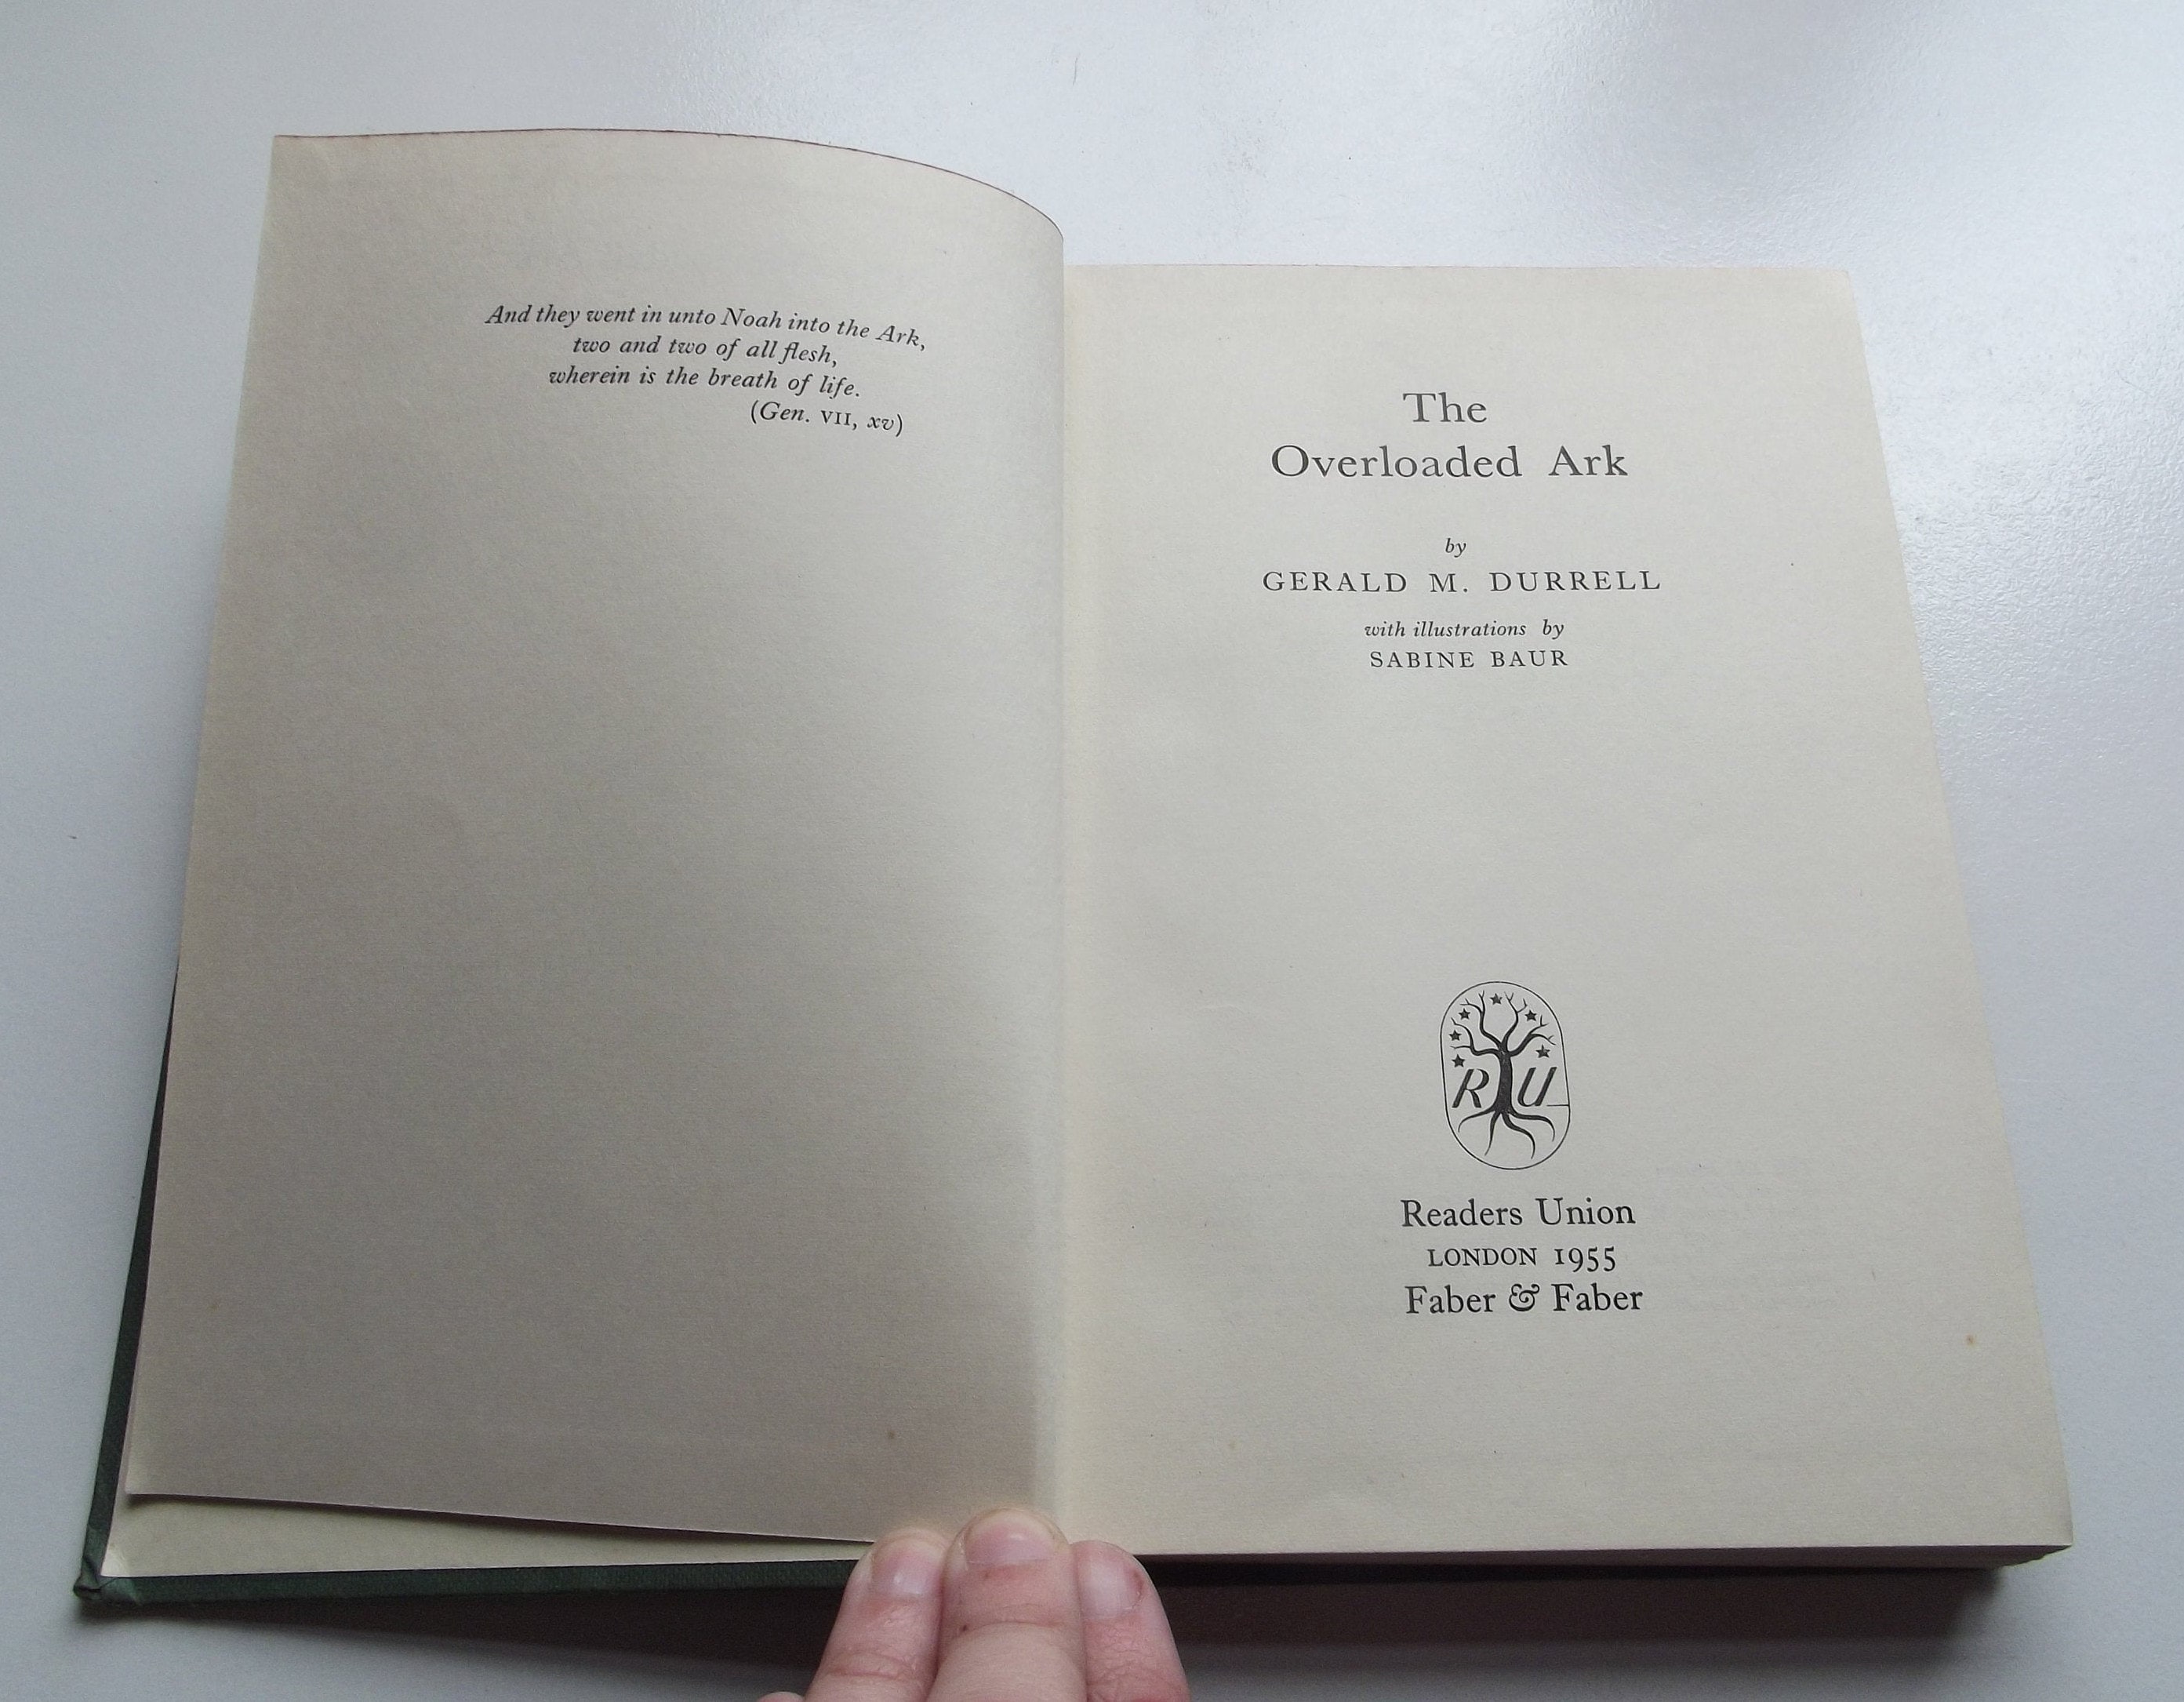 And they went in unto Noah into the Ark,
two and two of all flesh,
wherein is the breath of life.
(Gen. VII, xv)
The
Overloaded Ark
by
GERALD M. DURRELL
with illustrations by
SABINE BAUR
R U
Readers Union
LONDON 1955
Faber & Faber